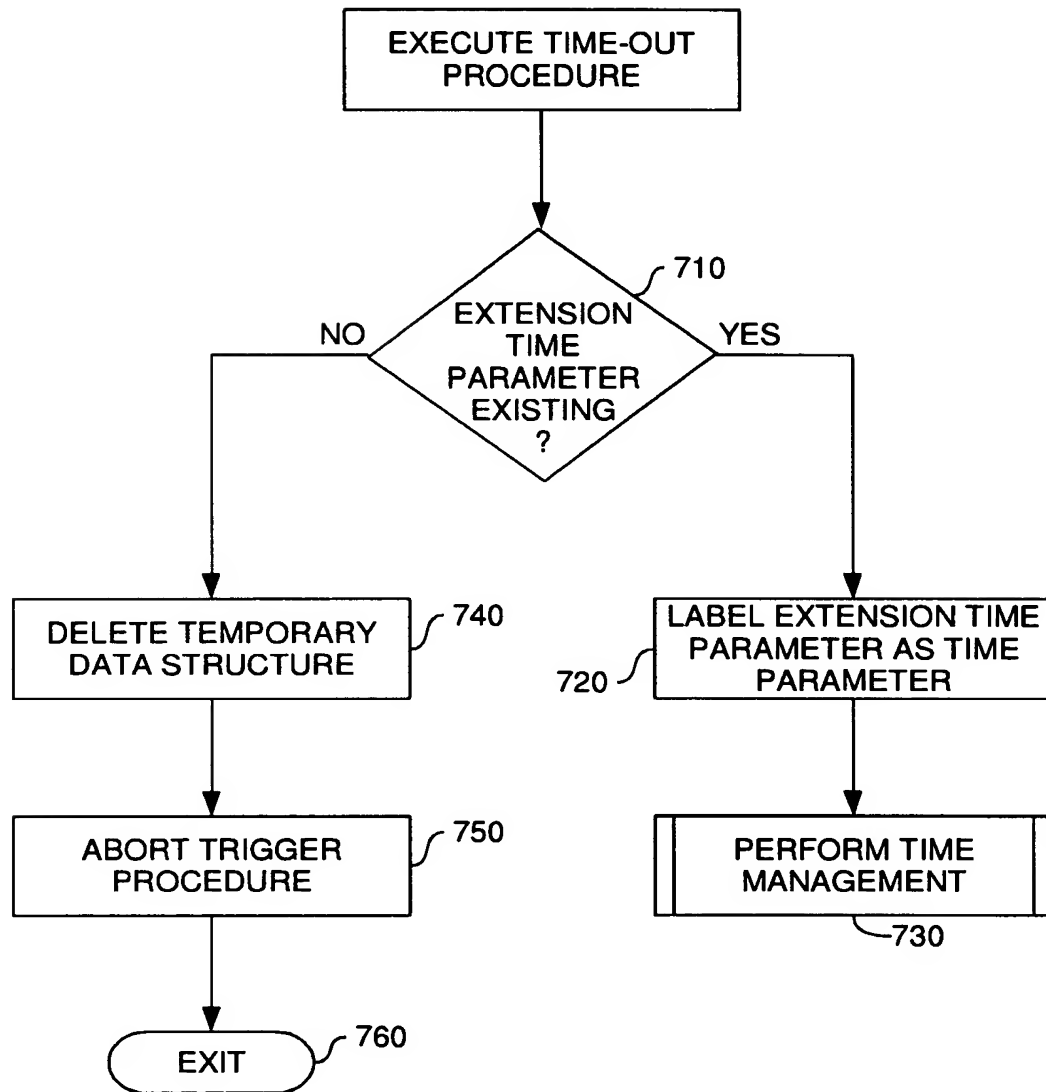 EXECUTE TIME-OUT
PROCEDURE
710
EXTENSION
TIME
PARAMETER
EXISTING
?
NO
YES
DELETE TEMPORARY
DATA STRUCTURE
740
LABEL EXTENSION TIME
PARAMETER AS TIME
PARAMETER
720
ABORT TRIGGER
PROCEDURE
750
PERFORM TIME
MANAGEMENT
730
EXIT
760